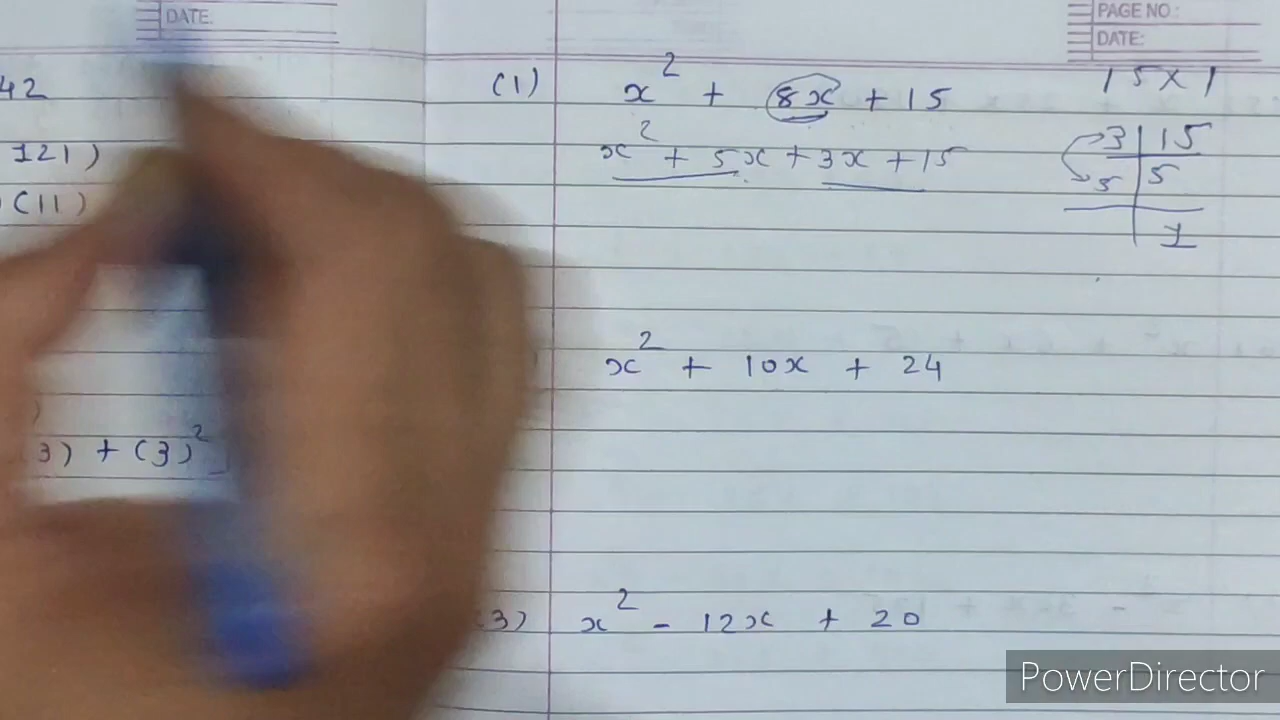 DATE:
42
121)
(11)
)
3) + (3)²
PAGE NO :
DATE:
(1) x² + 8x + 15
15 x 1
x² + 5x + 3x + 15
3 | 15
5 | 5
1
x² + 10x + 24
(3) x² - 12x + 20
PowerDirector